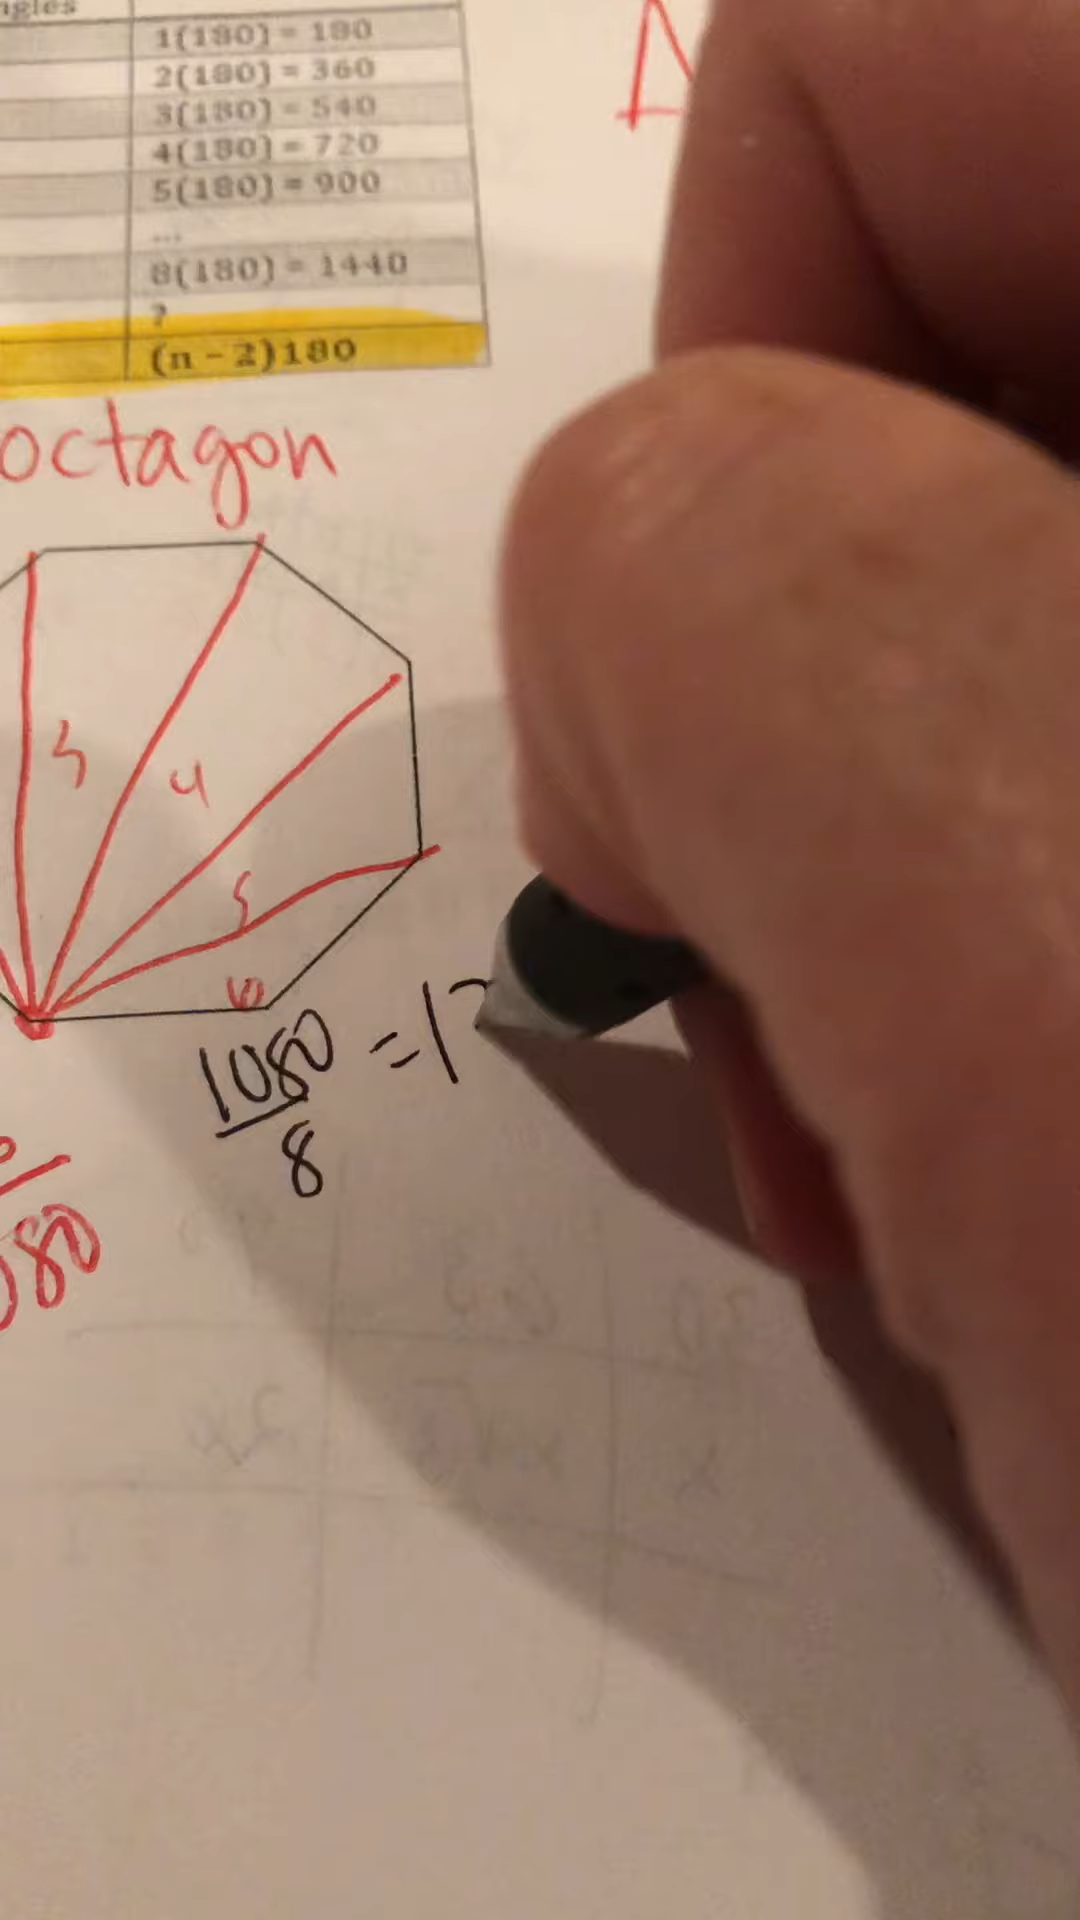 1(180) = 180
2(180) = 360
3(180) = 540
4(180) = 720
5(180) = 900
...
8(180) = 1440
?
(n - 2)180
octagon
3
4
5
6
1080
= 1
8
80